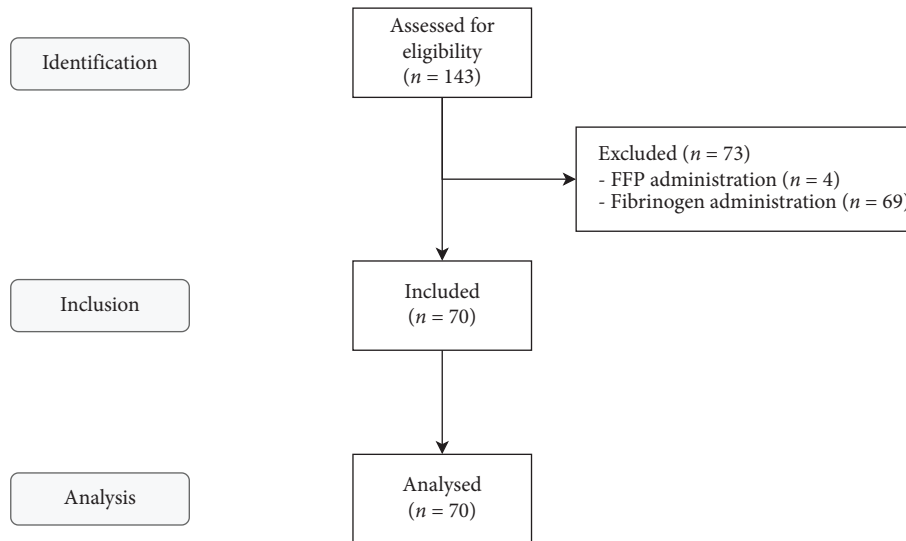 Identification
Assessed for
eligibility
(n = 143)
Excluded (n = 73)
- FFP administration (n = 4)
- Fibrinogen administration (n = 69)
Inclusion
Included
(n = 70)
Analysis
Analysed
(n = 70)